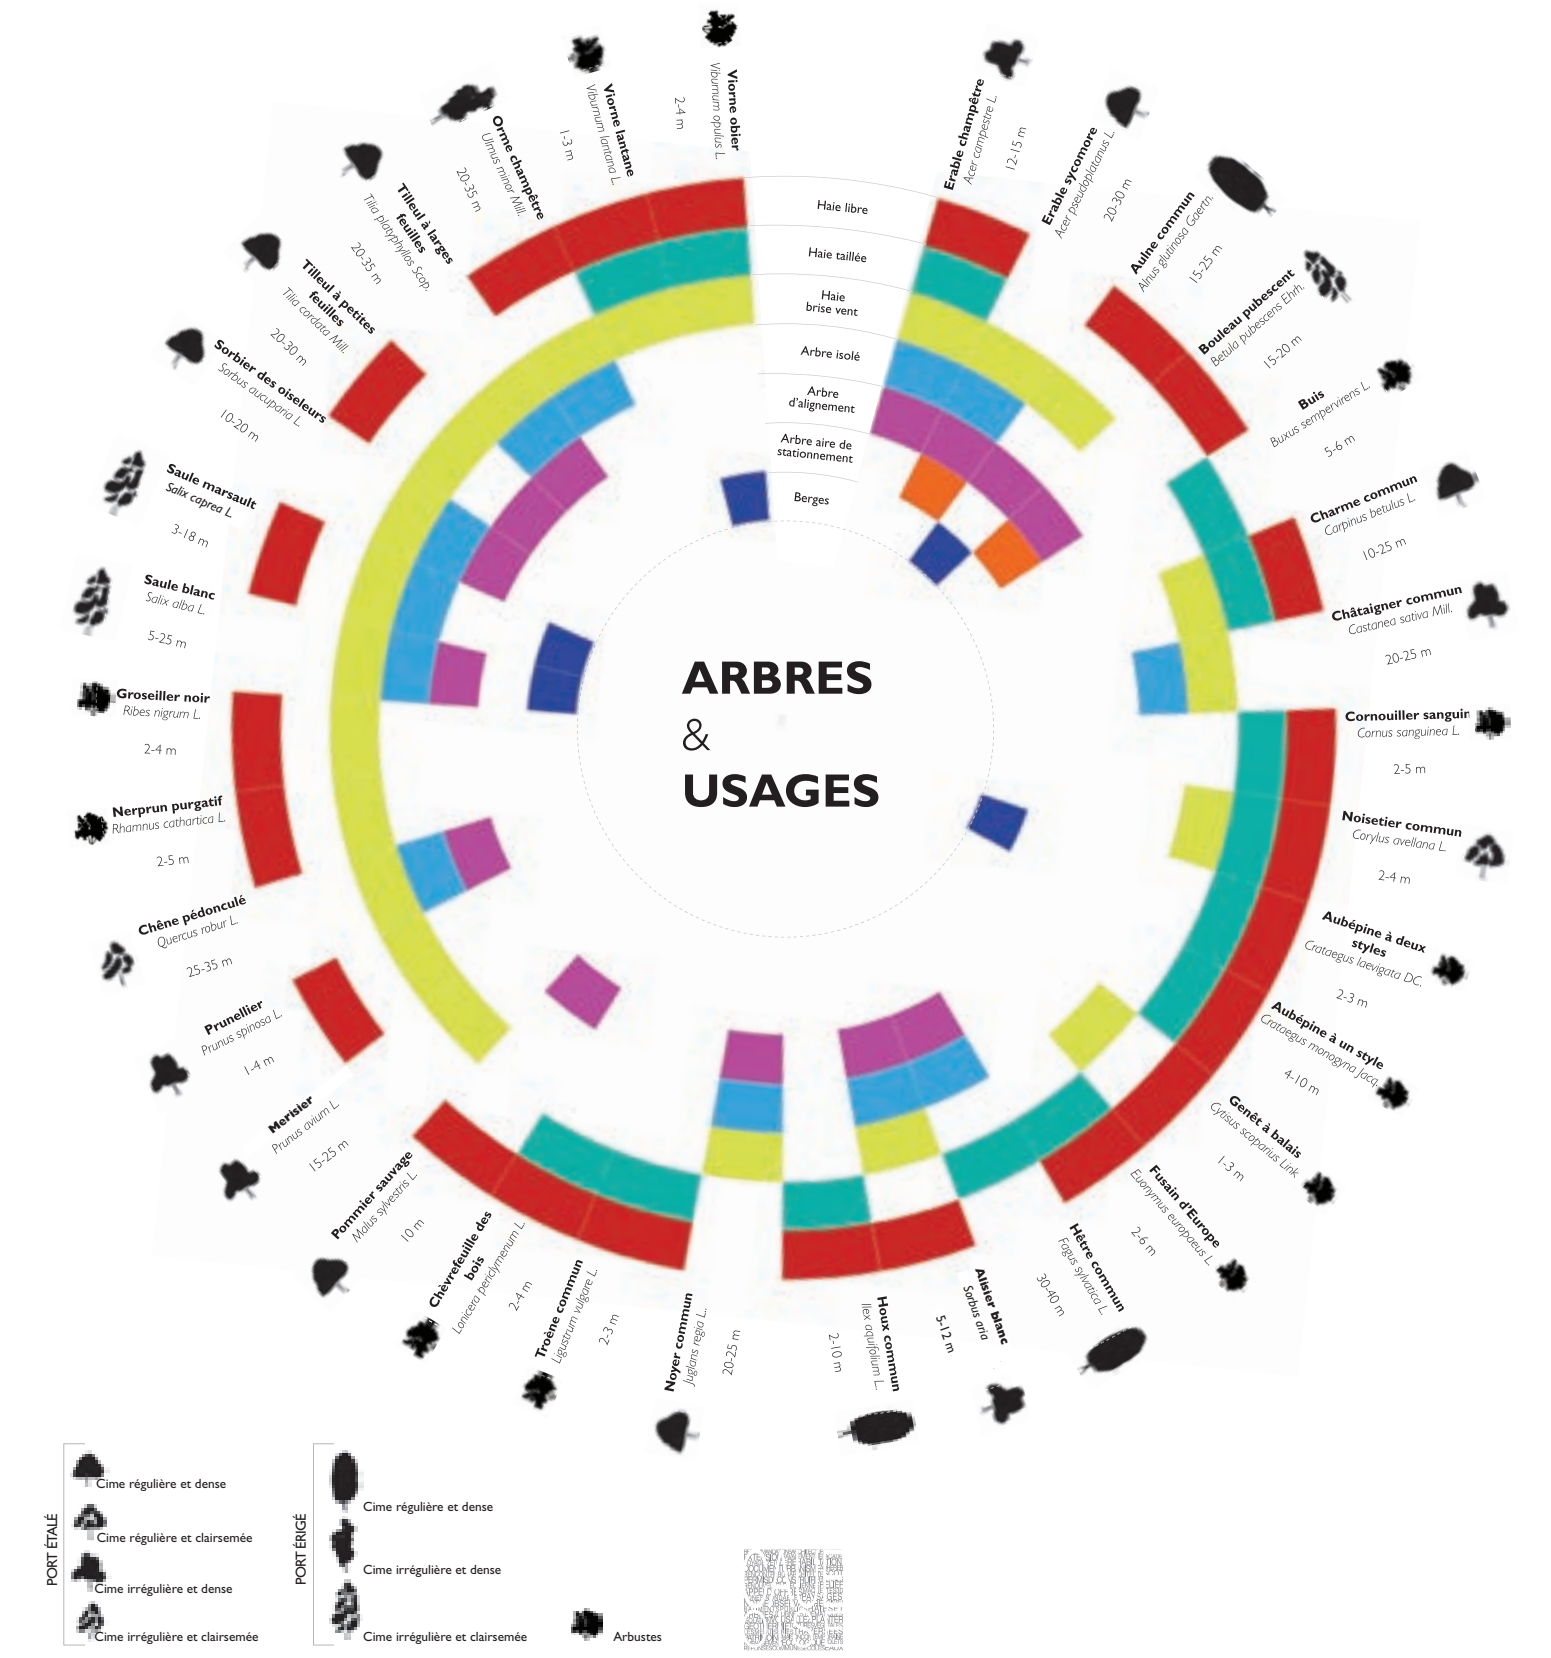 Viorne obier
Viburnum opulus L.
2-4 m
Erable champêtre
Acer campestre L.
12-15 m
Erable sycomore
Acer pseudoplatanus L.
20-30 m
Aulne commun
Alnus glutinosa Gaertn.
15-25 m
Bouleau pubescent
Betula pubescens Ehrh.
15-20 m
Buis
Buxus sempervirens L.
5-6 m
Charme commun
Carpinus betulus L.
10-25 m
Châtaigner commun
Castanea sativa Mill.
20-25 m
Cornouiller sanguin
Cornus sanguinea L.
2-5 m
Noisetier commun
Corylus avellana L.
2-4 m
Aubépine à deux
styles
Crataegus laevigata DC.
2-3 m
Aubépine à un style
Crataegus monogyna Jacq.
4-10 m
Genêt à balais
Cytisus scoparius Link
1-3 m
Fusain d'Europe
Euonymus europaeus L.
2-6 m
Hêtre commun
Fagus sylvatica L.
30-40 m
Alisier blanc
Sorbus aria
5-12 m
Houx commun
Ilex aquifolium L.
2-10 m
Noyer commun
Juglans regia L.
20-25 m
Troène commun
Ligustrum vulgare L.
2-3 m
Chèvrefeuille des
bois
Lonicera periclymenum L.
2-4 m
Pommier sauvage
Malus sylvestris L.
10 m
Merisier
Prunus avium L.
15-25 m
Prunellier
Prunus spinosa L.
1-4 m
Chêne pédonculé
Quercus robur L.
25-35 m
Nerprun purgatif
Rhamnus cathartica L.
2-5 m
Groseiller noir
Ribes nigrum L.
2-4 m
Saule blanc
Salix alba L.
5-25 m
Saule marsault
Salix caprea L.
3-18 m
Sorbier des oiseleurs
Sorbus aucuparia L.
10-20 m
Tilleul à petites
feuilles
Tilia cordata Mill.
20-30 m
Tilleul à larges
feuilles
Tilia platyphyllos Scop.
20-35 m
Orme champêtre
Ulmus minor Mill.
20-35 m
Viorne lantane
Viburnum lantana L.
1-3 m
Haie libre
Haie taillée
Haie
brise vent
Arbre isolé
Arbre
d'alignement
Arbre aire de
stationnement
Berges
ARBRES
&
USAGES
PORT ÉTALÉ
Cime régulière et dense
Cime régulière et clairsemée
Cime irrégulière et dense
Cime irrégulière et clairsemée
PORT ÉRIGÉ
Cime régulière et dense
Cime irrégulière et dense
Cime irrégulière et clairsemée
Arbustes